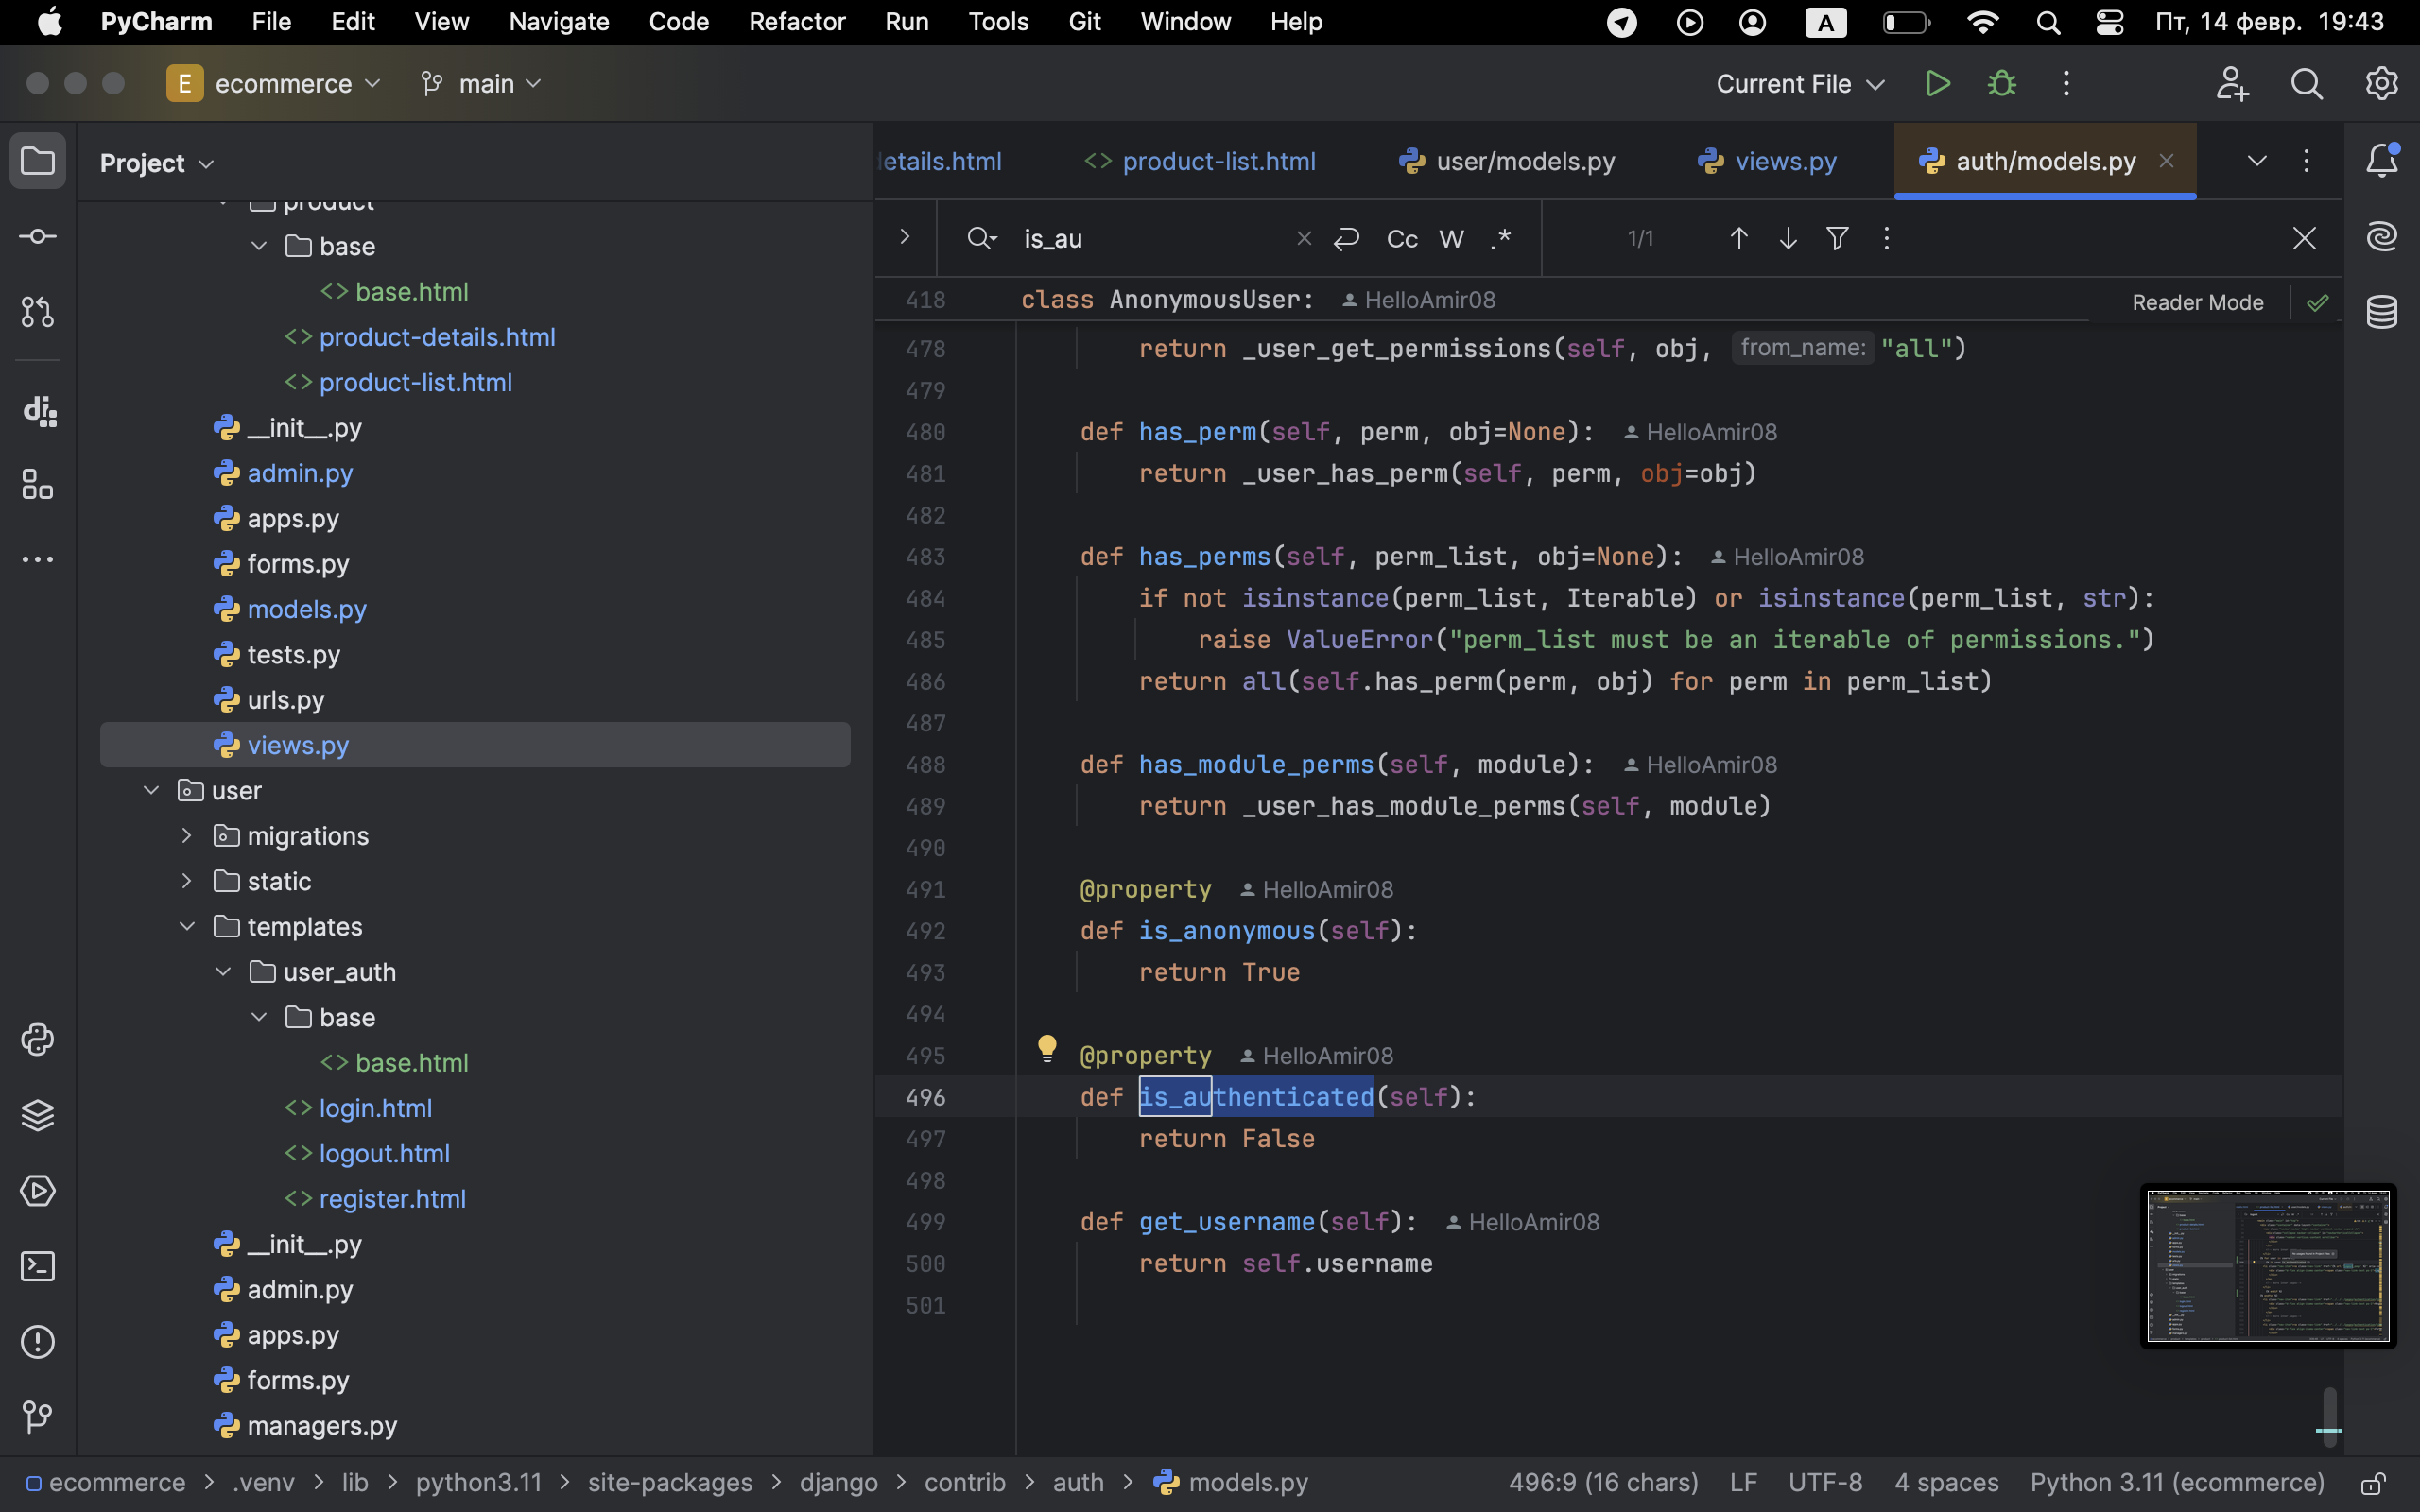 PyCharm File Edit View Navigate Code Refactor Run Tools Git Window Help A Пт, 14 февр. 19:43
E ecommerce main Current File
Project
product
base
<> base.html
<> product-details.html
<> product-list.html
__init__.py
admin.py
apps.py
forms.py
models.py
tests.py
urls.py
views.py
user
migrations
static
templates
user_auth
base
<> base.html
<> login.html
<> logout.html
<> register.html
__init__.py
admin.py
apps.py
forms.py
managers.py
etails.html <> product-list.html user/models.py views.py auth/models.py
is_au Cc W .* 1/1
418 class AnonymousUser: HelloAmir08 Reader Mode
478 return _user_get_permissions(self, obj, from_name: "all")
479
480 def has_perm(self, perm, obj=None): HelloAmir08
481 return _user_has_perm(self, perm, obj=obj)
482
483 def has_perms(self, perm_list, obj=None): HelloAmir08
484 if not isinstance(perm_list, Iterable) or isinstance(perm_list, str):
485 raise ValueError("perm_list must be an iterable of permissions.")
486 return all(self.has_perm(perm, obj) for perm in perm_list)
487
488 def has_module_perms(self, module): HelloAmir08
489 return _user_has_module_perms(self, module)
490
491 @property HelloAmir08
492 def is_anonymous(self):
493 return True
494
495 @property HelloAmir08
496 def is_authenticated(self):
497 return False
498
499 def get_username(self): HelloAmir08
500 return self.username
501
ecommerce > .venv > lib > python3.11 > site-packages > django > contrib > auth > models.py 496:9 (16 chars) LF UTF-8 4 spaces Python 3.11 (ecommerce)